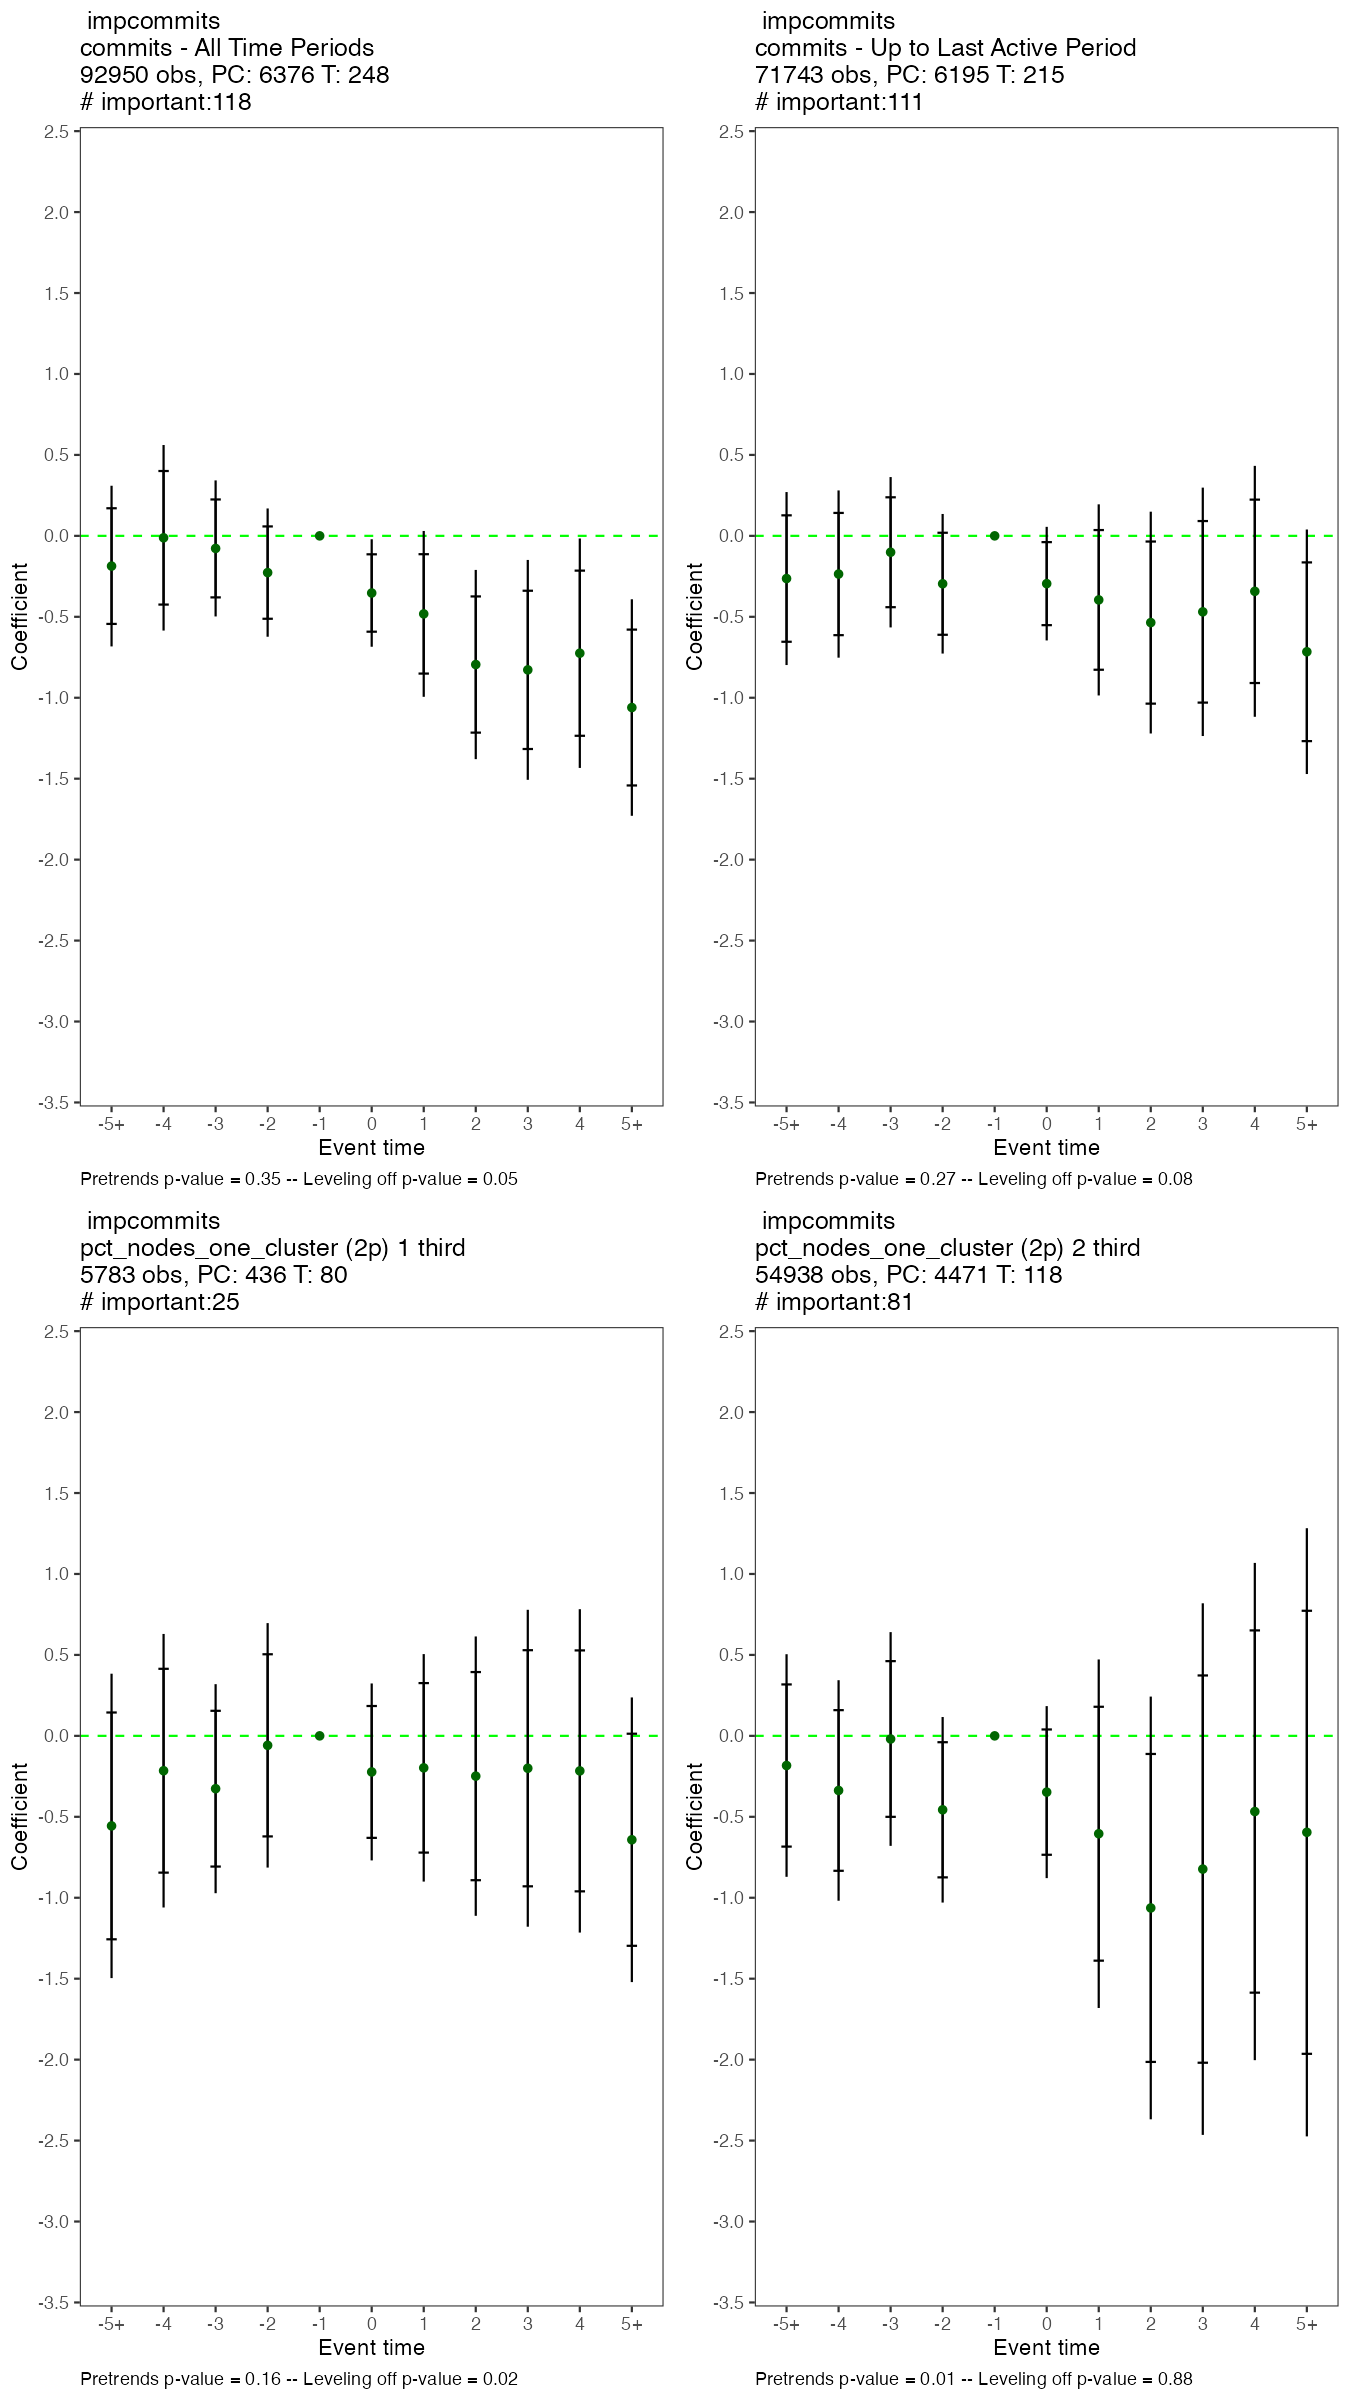 impcommits
commits - All Time Periods
92950 obs, PC: 6376 T: 248
# important:118
2.5
2.0
1.5
1.0
0.5
0.0
-0.5
-1.0
-1.5
-2.0
-2.5
-3.0
-3.5
Coefficient
-5+ -4 -3 -2 -1 0 1 2 3 4 5+
Event time
Pretrends p-value = 0.35 -- Leveling off p-value = 0.05
impcommits
commits - Up to Last Active Period
71743 obs, PC: 6195 T: 215
# important:111
2.5
2.0
1.5
1.0
0.5
0.0
-0.5
-1.0
-1.5
-2.0
-2.5
-3.0
-3.5
Coefficient
-5+ -4 -3 -2 -1 0 1 2 3 4 5+
Event time
Pretrends p-value = 0.27 -- Leveling off p-value = 0.08
impcommits
pct_nodes_one_cluster (2p) 1 third
5783 obs, PC: 436 T: 80
# important:25
2.5
2.0
1.5
1.0
0.5
0.0
-0.5
-1.0
-1.5
-2.0
-2.5
-3.0
-3.5
Coefficient
-5+ -4 -3 -2 -1 0 1 2 3 4 5+
Event time
Pretrends p-value = 0.16 -- Leveling off p-value = 0.02
impcommits
pct_nodes_one_cluster (2p) 2 third
54938 obs, PC: 4471 T: 118
# important:81
2.5
2.0
1.5
1.0
0.5
0.0
-0.5
-1.0
-1.5
-2.0
-2.5
-3.0
-3.5
Coefficient
-5+ -4 -3 -2 -1 0 1 2 3 4 5+
Event time
Pretrends p-value = 0.01 -- Leveling off p-value = 0.88